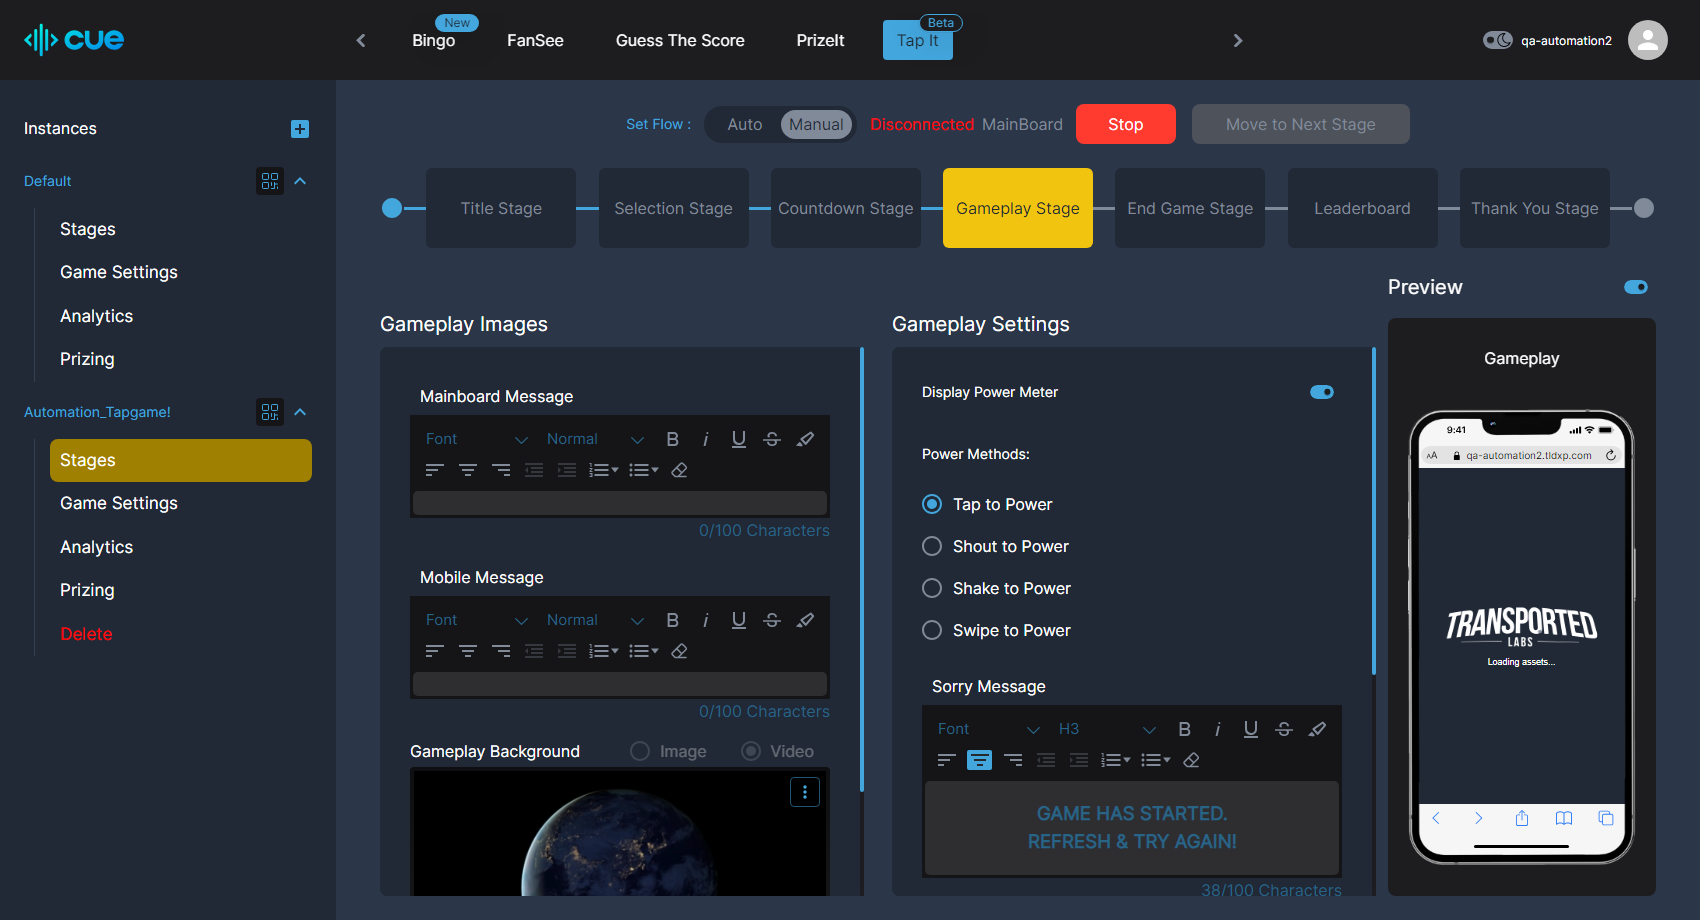 cue
New
Beta
Bingo
FanSee
Guess The Score
PrizeIt
Tap It
qa-automation2
Instances
Default
Stages
Game Settings
Analytics
Prizing
Automation_Tapgame!
Stages
Game Settings
Analytics
Prizing
Delete
Set Flow :
Auto
Manual
Disconnected MainBoard
Stop
Move to Next Stage
Title Stage
Selection Stage
Countdown Stage
Gameplay Stage
End Game Stage
Leaderboard
Thank You Stage
Gameplay Images
Mainboard Message
Font
Normal
B
i
U
S
0/100 Characters
Mobile Message
Font
Normal
B
i
U
S
0/100 Characters
Gameplay Background
Image
Video
Gameplay Settings
Display Power Meter
Power Methods:
Tap to Power
Shout to Power
Shake to Power
Swipe to Power
Sorry Message
Font
H3
B
i
U
S
GAME HAS STARTED.
REFRESH & TRY AGAIN!
38/100 Characters
Preview
Gameplay
9:41
AA
qa-automation2.tldxp.com
TRANSPORTED
LABS
Loading assets...